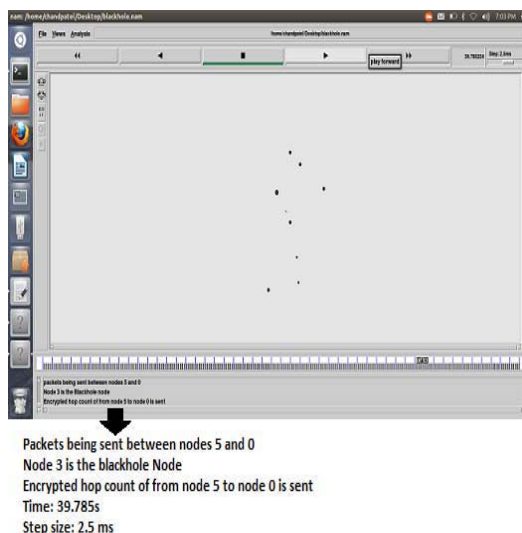 nam: /home/chandpatel/Desktop/blackhole.nam
7:03 PM
File Views Analysis
/home/chandpatel/Desktop/blackhole.nam
play forward
Step: 2.5ms
packets being sent between nodes 5 and 0
Node 3 is the Blackhole node
Encrypted hop count of from node 5 to node 0 is sent
Packets being sent between nodes 5 and 0
Node 3 is the blackhole Node
Encrypted hop count of from node 5 to node 0 is sent
Time: 39.785s
Step size: 2.5 ms